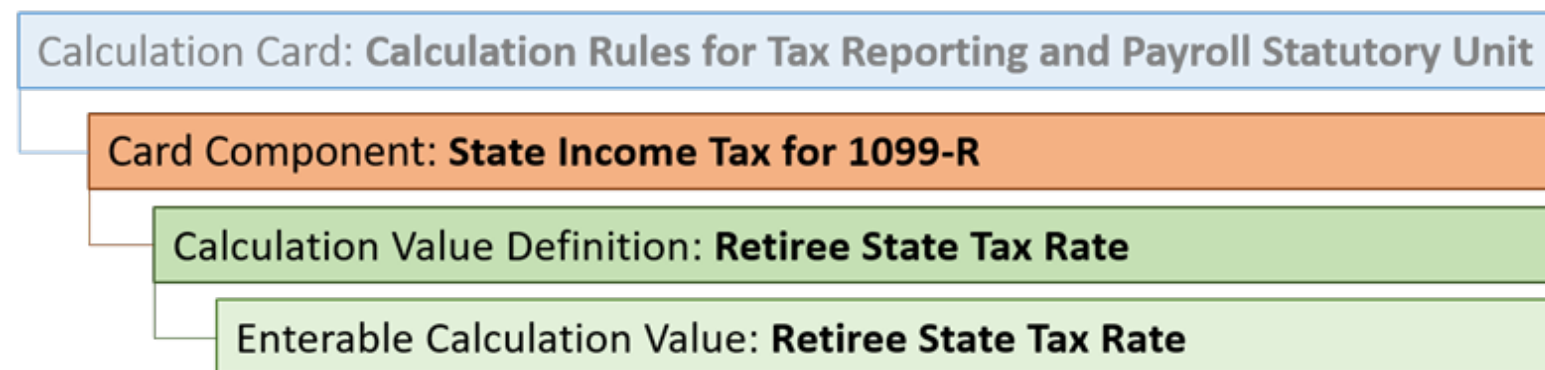 Calculation Card: Calculation Rules for Tax Reporting and Payroll Statutory Unit
Card Component: State Income Tax for 1099-R
Calculation Value Definition: Retiree State Tax Rate
Enterable Calculation Value: Retiree State Tax Rate